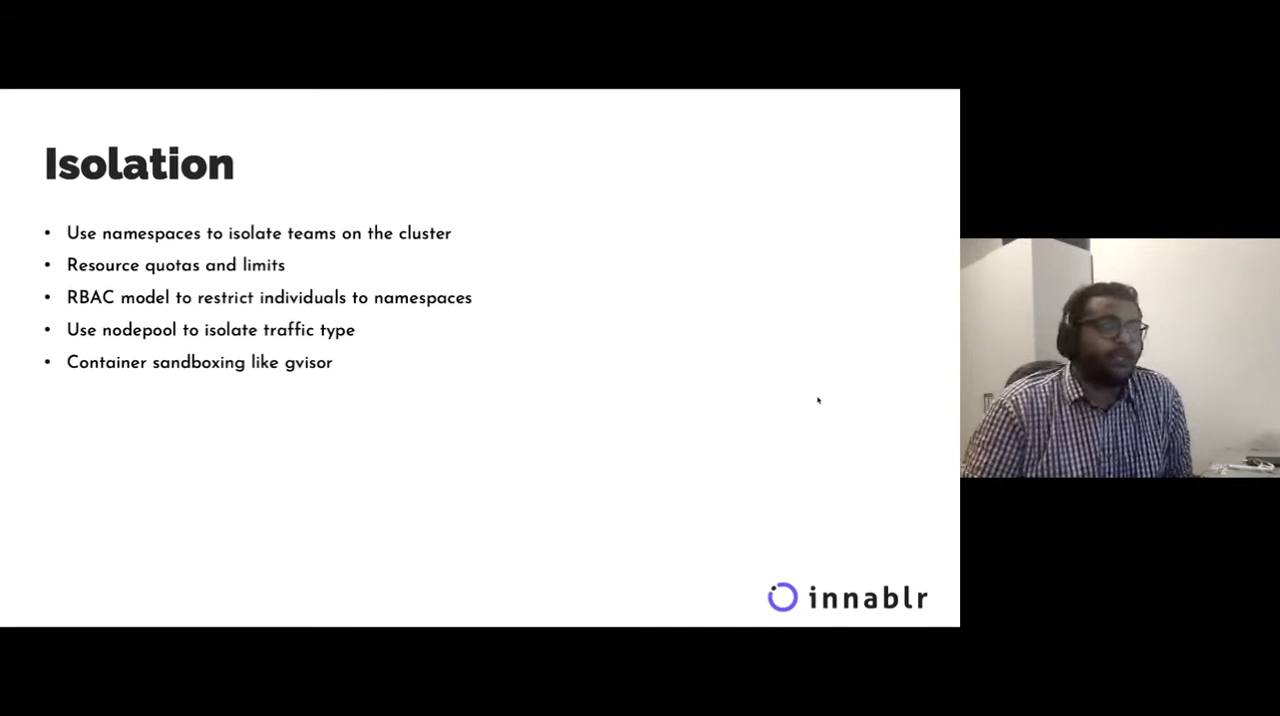 Isolation
• Use namespaces to isolate teams on the cluster
• Resource quotas and limits
• RBAC model to restrict individuals to namespaces
• Use nodepool to isolate traffic type
• Container sandboxing like gvisor
innablr